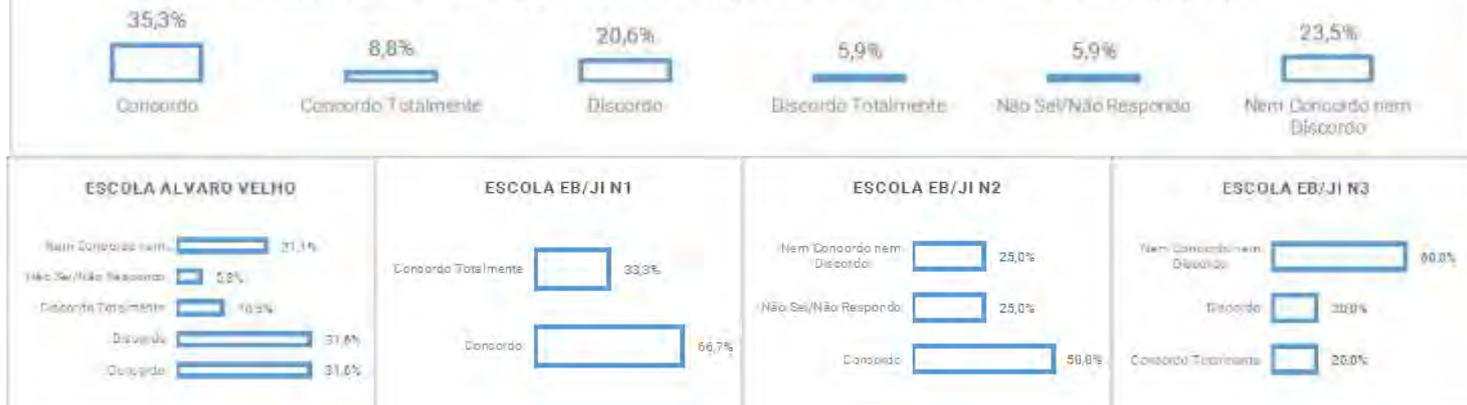 35,3%
8,8%
20,6%
5,9%
5,9%
23,5%
Concordo
Concordo Totalmente
Discordo
Discordo Totalmente
Não Sei/Não Respondo
Nem Concordo nem
Discordo
ESCOLA ALVARO VELHO
Nem Concordo nem
21,1%
Não Sei/Não Respondo
Discordo Totalmente
Discordo
31,6%
Concordo
31,6%
ESCOLA EB/JI N1
Concordo Totalmente
33,3%
Concordo
66,7%
ESCOLA EB/JI N2
Nem Concordo nem
Discordo
25,0%
Não Sei/Não Respondo
25,0%
Concordo
50,0%
ESCOLA EB/JI N3
Nem Concordo nem
Discordo
60,0%
Discordo
20,0%
Concordo Totalmente
20,0%